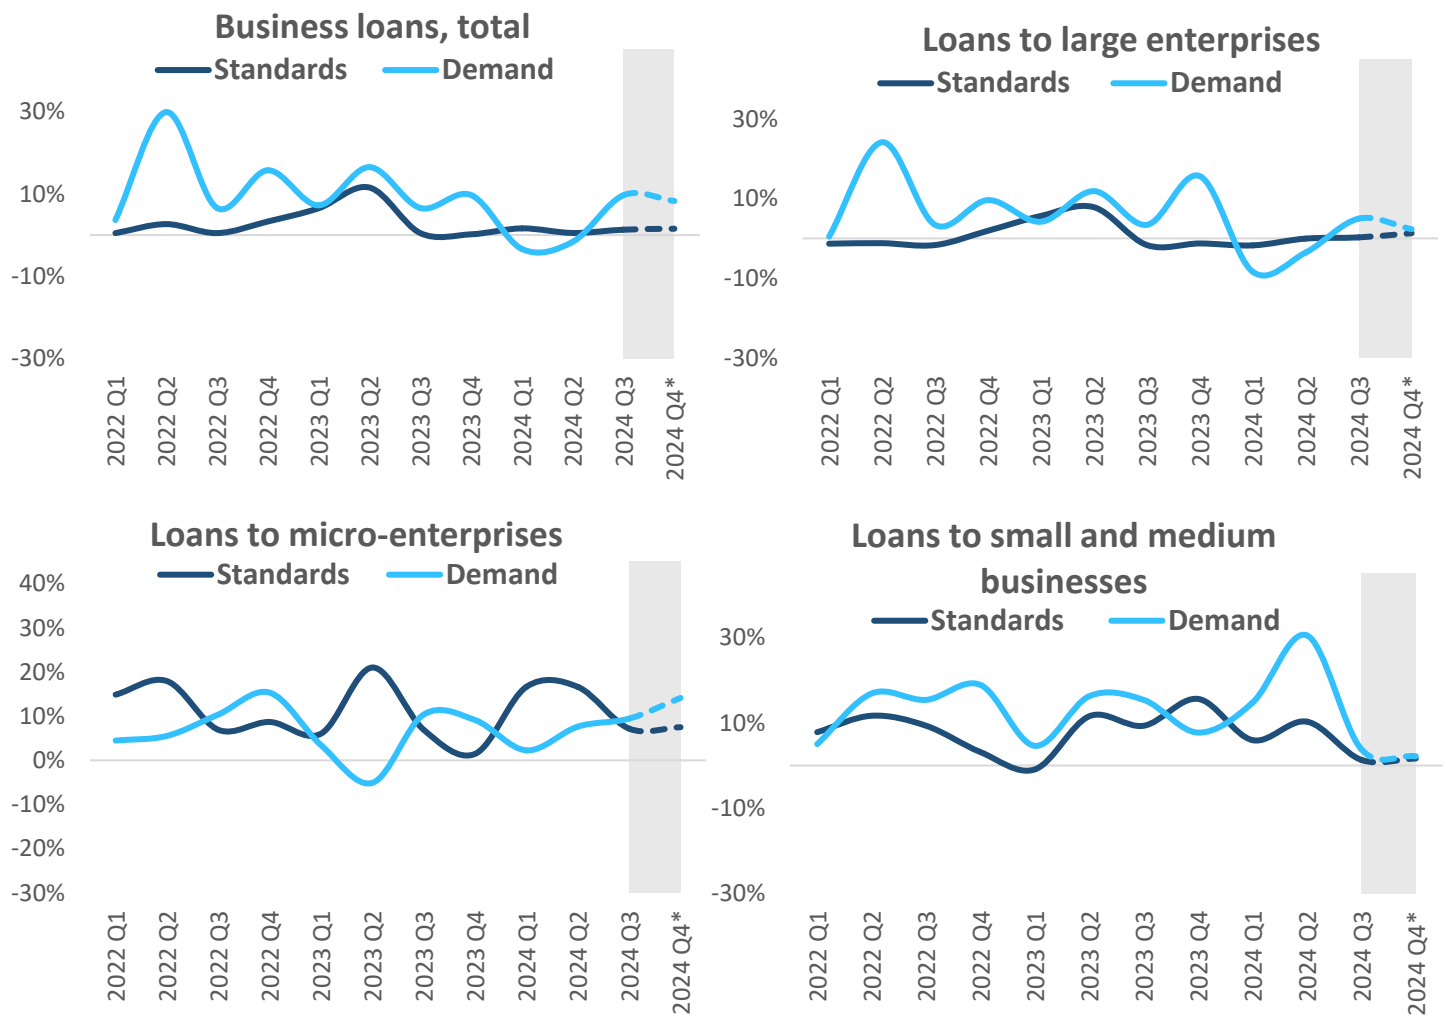 Business loans, total
Standards Demand
30%
10%
-10%
-30%
2022 Q1
2022 Q2
2022 Q3
2022 Q4
2023 Q1
2023 Q2
2023 Q3
2023 Q4
2024 Q1
2024 Q2
2024 Q3
2024 Q4*
Loans to large enterprises
Standards Demand
30%
10%
-10%
-30%
2022 Q1
2022 Q2
2022 Q3
2022 Q4
2023 Q1
2023 Q2
2023 Q3
2023 Q4
2024 Q1
2024 Q2
2024 Q3
2024 Q4*
Loans to micro-enterprises
Standards Demand
40%
30%
20%
10%
0%
-10%
-20%
-30%
2022 Q1
2022 Q2
2022 Q3
2022 Q4
2023 Q1
2023 Q2
2023 Q3
2023 Q4
2024 Q1
2024 Q2
2024 Q3
2024 Q4*
Loans to small and medium
businesses
Standards Demand
30%
10%
-10%
-30%
2022 Q1
2022 Q2
2022 Q3
2022 Q4
2023 Q1
2023 Q2
2023 Q3
2023 Q4
2024 Q1
2024 Q2
2024 Q3
2024 Q4*